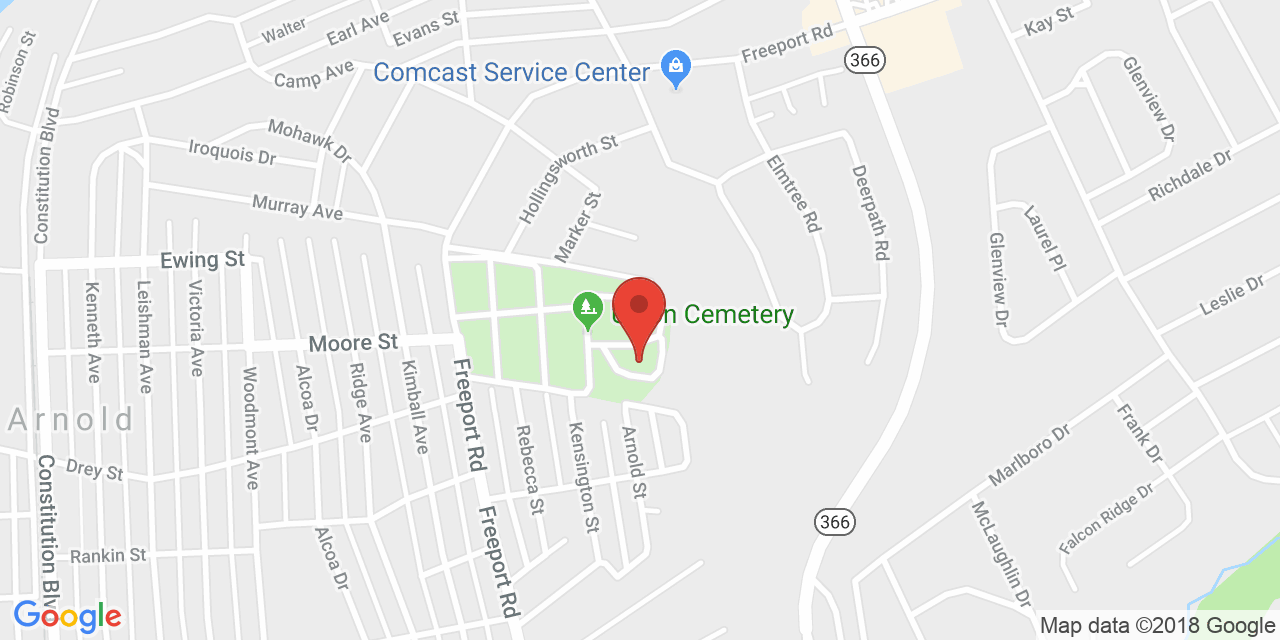 Walter
Earl Ave
Evans St
Robinson St
Camp Ave
Comcast Service Center
Freeport Rd
366
Kay St
Glenview Dr
Constitution Blvd
Mohawk Dr
Iroquois Dr
Hollingsworth St
Elmtree Rd
Deerpath Rd
Richdale Dr
Murray Ave
Marker St
Laurel Pl
Glenview Dr
Ewing St
Leslie Dr
Kenneth Ave
Leishman Ave
Victoria Ave
Cemetery
Moore St
Woodmont Ave
Alcoa Dr
Ridge Ave
Kimball Ave
Freeport Rd
Arnold
Rebecca St
Kensington St
Arnold St
Marlboro Dr
Frank Dr
Drey St
Constitution Blv
Falcon Ridge Dr
McLaughlin Dr
366
Rankin St
Alcoa Dr
Freeport Rd
Google
Map data ©2018 Google